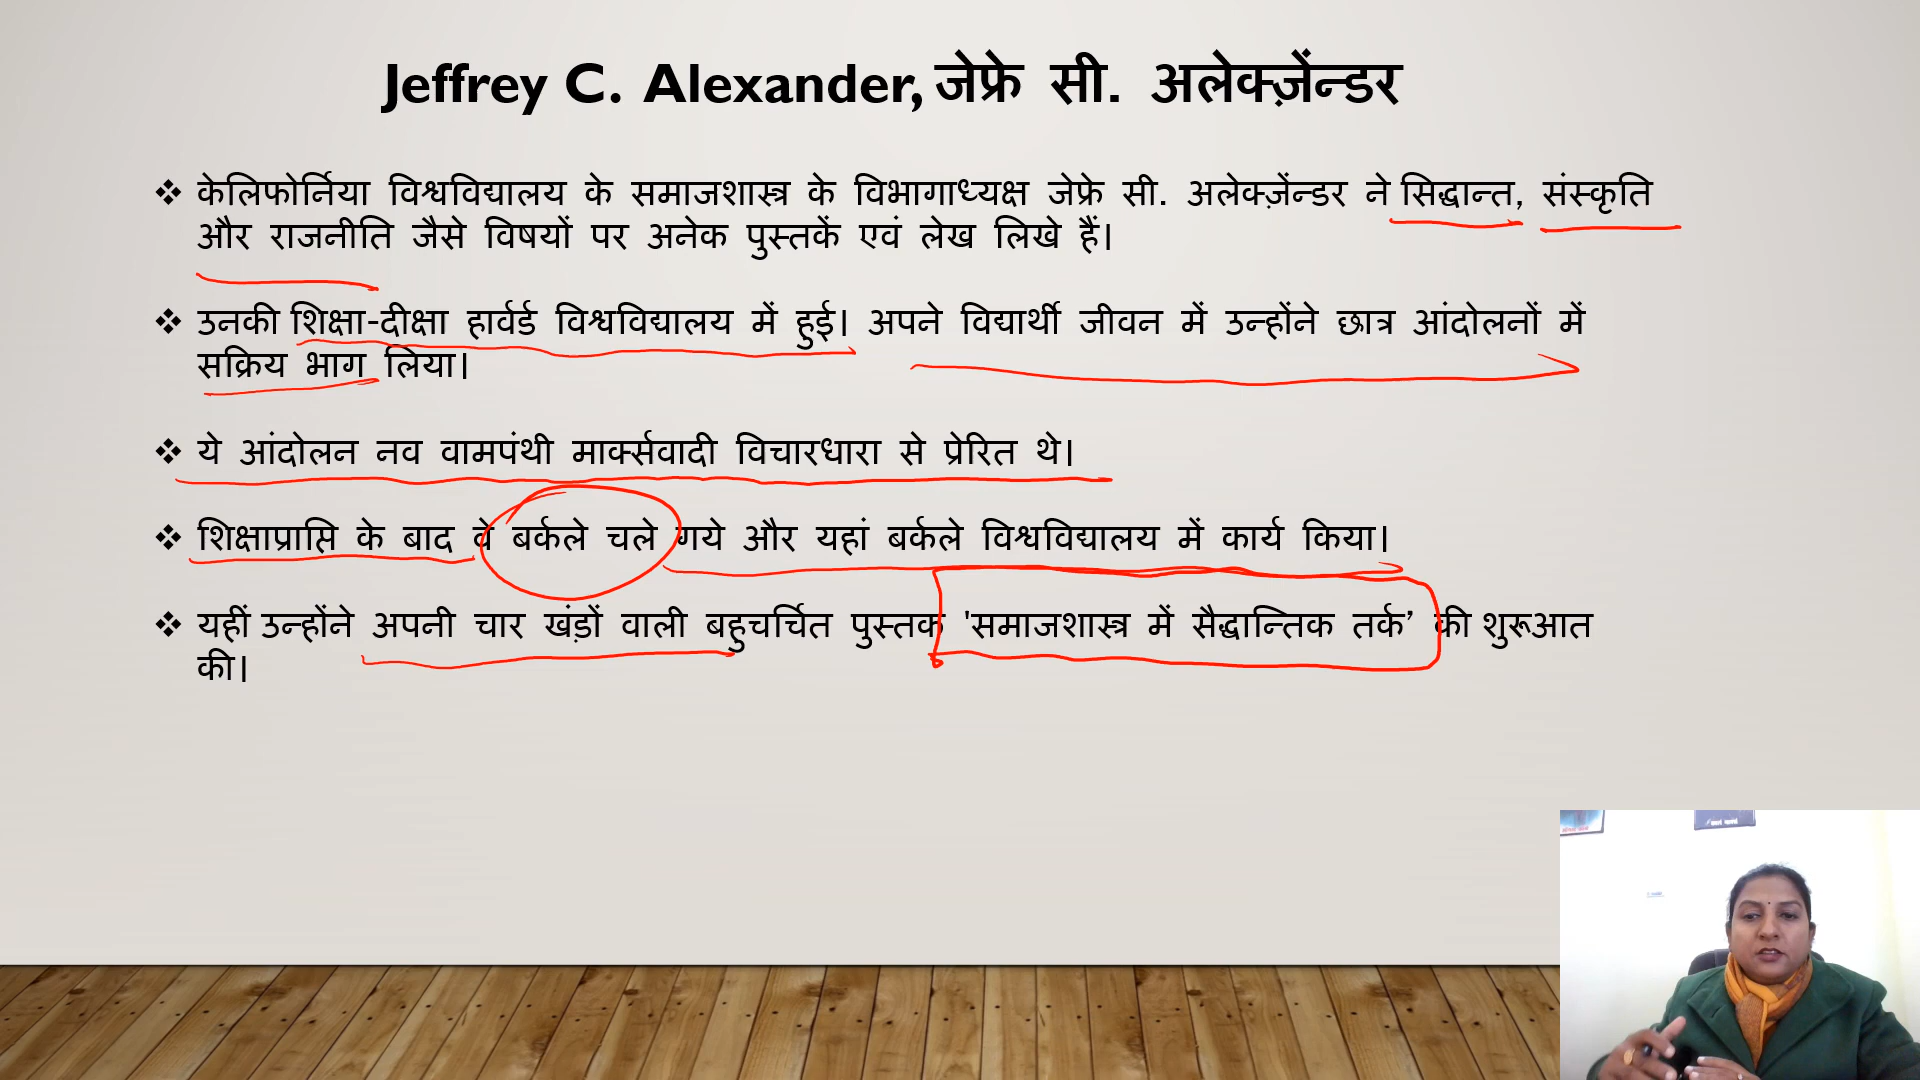 Jeffrey C. Alexander, जेफ्रे सी. अलेक्ज़ेंन्डर
❖ केलिफोर्निया विश्वविद्यालय के समाजशास्त्र के विभागाध्यक्ष जेफ्रे सी. अलेक्ज़ेंन्डर ने सिद्धान्त, संस्कृति
और राजनीति जैसे विषयों पर अनेक पुस्तकें एवं लेख लिखे हैं।
❖ उनकी शिक्षा-दीक्षा हार्वर्ड विश्वविद्यालय में हुई। अपने विद्यार्थी जीवन में उन्होंने छात्र आंदोलनों में
सक्रिय भाग लिया।
❖ ये आंदोलन नव वामपंथी मार्क्सवादी विचारधारा से प्रेरित थे।
❖ शिक्षाप्राप्ति के बाद वे बर्कले चले गये और यहां बर्कले विश्वविद्यालय में कार्य किया।
❖ यहीं उन्होंने अपनी चार खंड़ों वाली बहुचर्चित पुस्तक 'समाजशास्त्र में सैद्धान्तिक तर्क’ की शुरूआत
की।